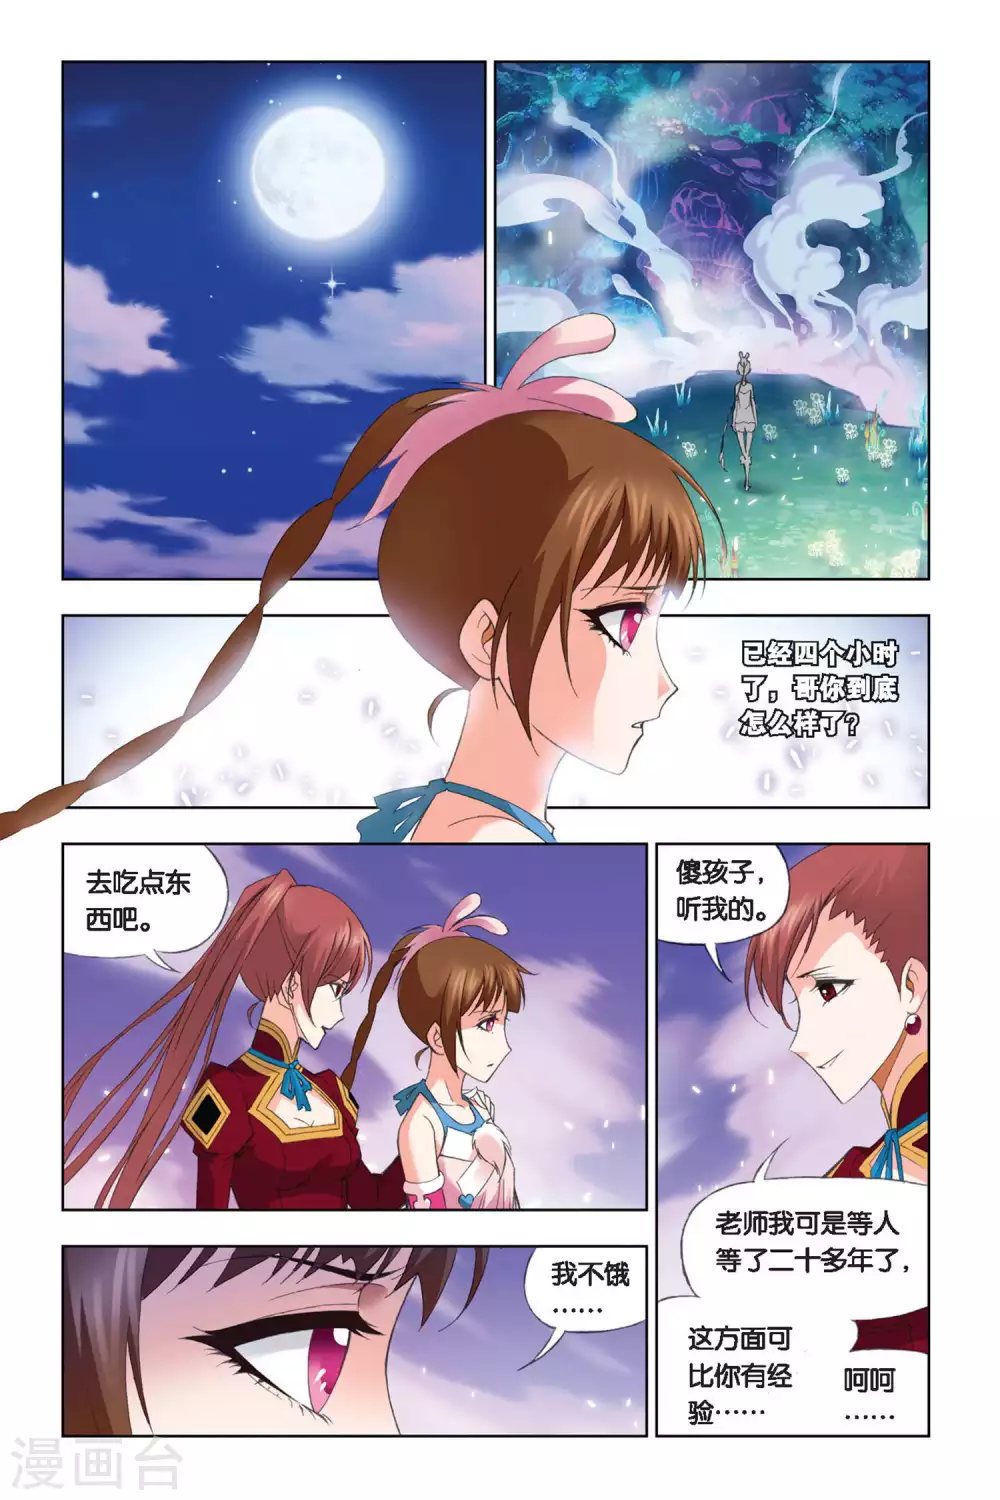 已经四个小时
了，哥你到底
怎么样了？
去吃点东
西吧。
傻孩子，
听我的。
老师我可是等人
等了二十多年了，
这方面可
比你有经
验……
呵呵
……
我不饿
……
漫画台